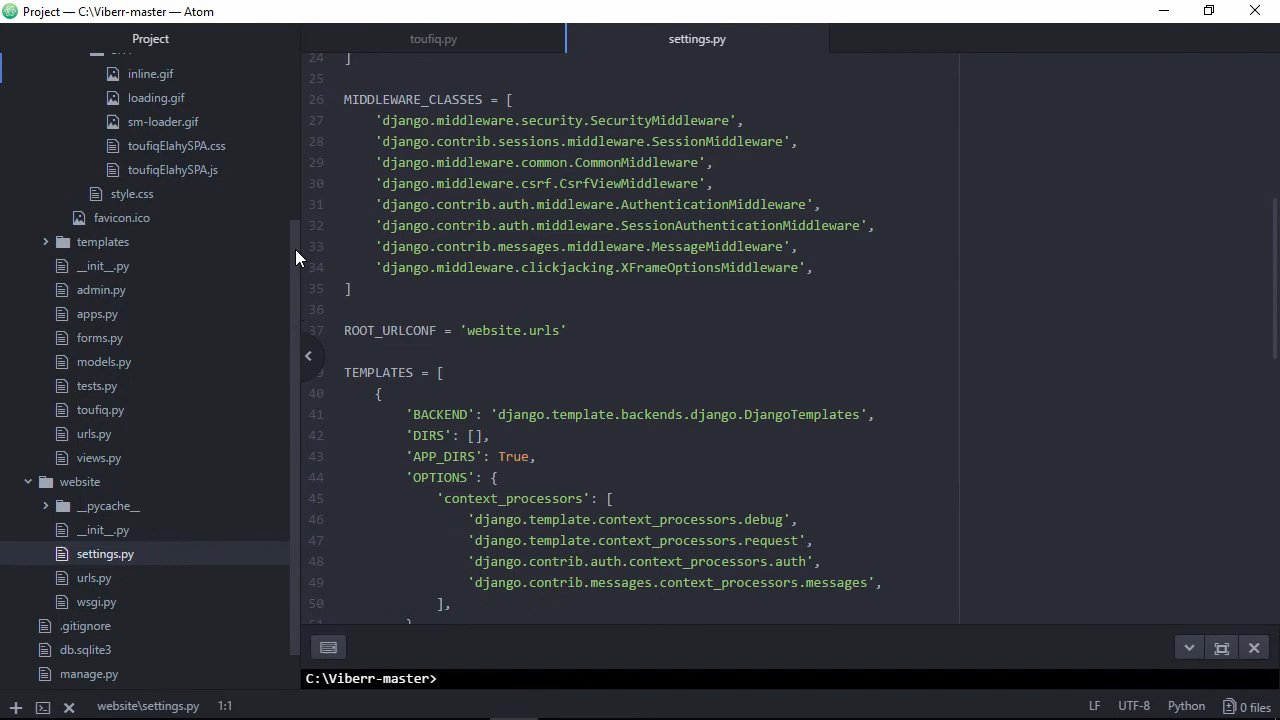 Project — C:\Viberr-master — Atom
Project
inline.gif
loading.gif
sm-loader.gif
toufiqElahySPA.css
toufiqElahySPA.js
style.css
favicon.ico
templates
__init__.py
admin.py
apps.py
forms.py
models.py
tests.py
toufiq.py
urls.py
views.py
website
__pycache__
__init__.py
settings.py
urls.py
wsgi.py
.gitignore
db.sqlite3
manage.py
toufiq.py
settings.py
24 ]
25
26 MIDDLEWARE_CLASSES = [
27 'django.middleware.security.SecurityMiddleware',
28 'django.contrib.sessions.middleware.SessionMiddleware',
29 'django.middleware.common.CommonMiddleware',
30 'django.middleware.csrf.CsrfViewMiddleware',
31 'django.contrib.auth.middleware.AuthenticationMiddleware',
32 'django.contrib.auth.middleware.SessionAuthenticationMiddleware',
33 'django.contrib.messages.middleware.MessageMiddleware',
34 'django.middleware.clickjacking.XFrameOptionsMiddleware',
35 ]
36
37 ROOT_URLCONF = 'website.urls'
TEMPLATES = [
40 {
41 'BACKEND': 'django.template.backends.django.DjangoTemplates',
42 'DIRS': [],
43 'APP_DIRS': True,
44 'OPTIONS': {
45 'context_processors': [
46 'django.template.context_processors.debug',
47 'django.template.context_processors.request',
48 'django.contrib.auth.context_processors.auth',
49 'django.contrib.messages.context_processors.messages',
50 ],
C:\Viberr-master>
website\settings.py 1:1
LF UTF-8 Python 0 files